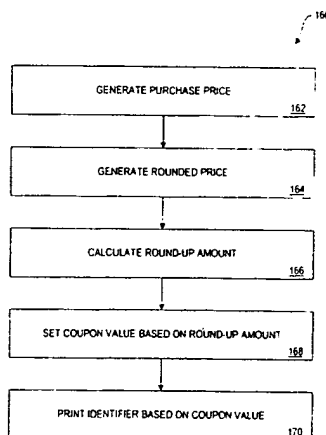 160
GENERATE PURCHASE PRICE
162
GENERATE ROUNDED PRICE
164
CALCULATE ROUND-UP AMOUNT
166
SET COUPON VALUE BASED ON ROUND-UP AMOUNT
168
PRINT IDENTIFIER BASED ON COUPON VALUE
170